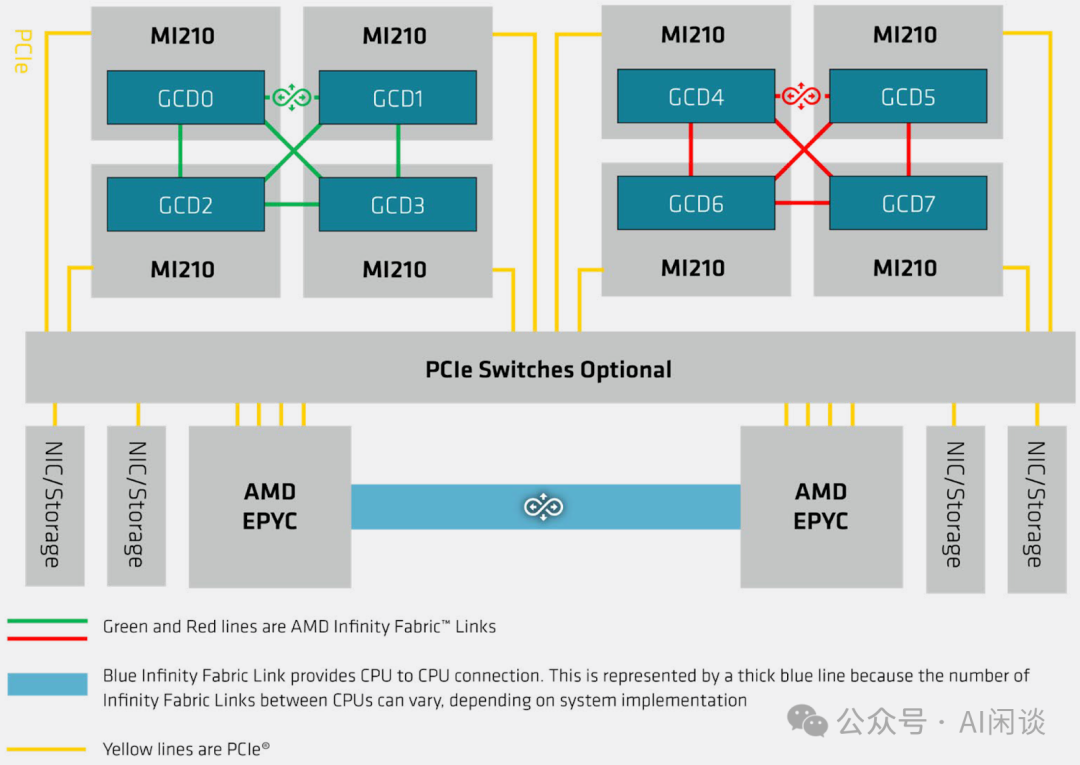 PCIe
MI210
MI210
MI210
MI210
GCD0
GCD1
GCD4
GCD5
GCD2
GCD3
GCD6
GCD7
MI210
MI210
MI210
MI210
PCIe Switches Optional
NIC/Storage
NIC/Storage
AMD
EPYC
AMD
EPYC
NIC/Storage
NIC/Storage
Green and Red lines are AMD Infinity Fabric™ Links
Blue Infinity Fabric Link provides CPU to CPU connection. This is represented by a thick blue line because the number of
Infinity Fabric Links between CPUs can vary, depending on system implementation
Yellow lines are PCIe®
公众号 · AI闲谈